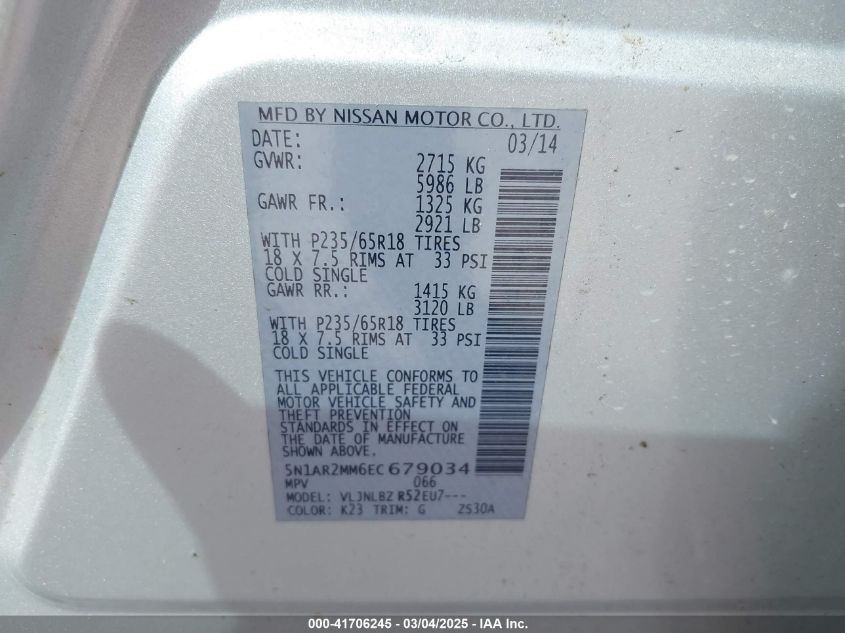 MFD BY NISSAN MOTOR CO., LTD.
DATE: 03/14
GVWR: 2715 KG
5986 LB
GAWR FR.: 1325 KG
2921 LB
WITH P235/65R18 TIRES
18 X 7.5 RIMS AT 33 PSI
COLD SINGLE
GAWR RR.: 1415 KG
3120 LB
WITH P235/65R18 TIRES
18 X 7.5 RIMS AT 33 PSI
COLD SINGLE
THIS VEHICLE CONFORMS TO
ALL APPLICABLE FEDERAL
MOTOR VEHICLE SAFETY AND
THEFT PREVENTION
STANDARDS IN EFFECT ON
THE DATE OF MANUFACTURE
SHOWN ABOVE.
5N1AR2MM6EC679034
MPV 066
MODEL: VLJNLBZ R52EU7---
COLOR: K23 TRIM: G ZS30A
000-41706245 - 03/04/2025 - IAA Inc.